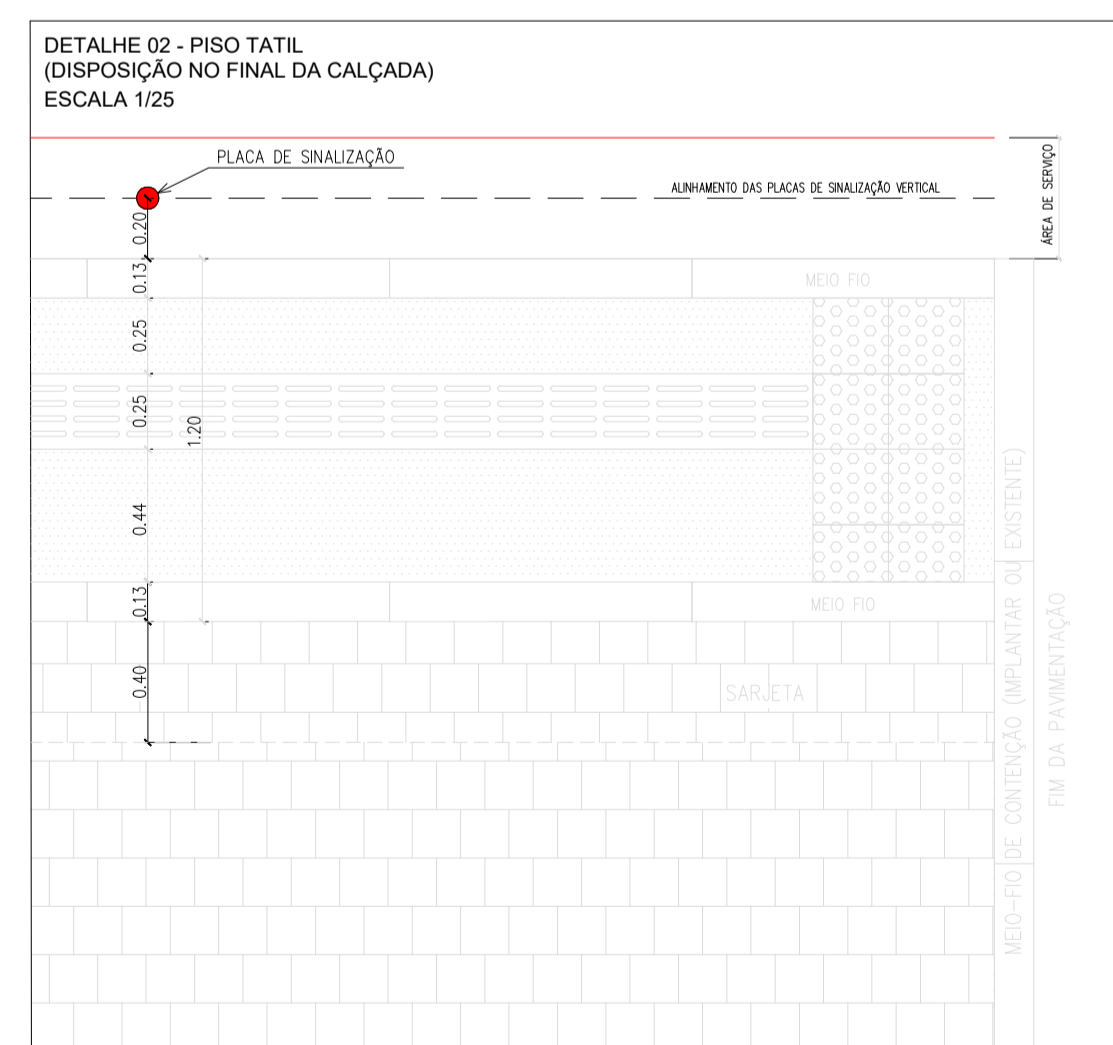 DETALHE 02 - PISO TATIL
(DISPOSIÇÃO NO FINAL DA CALÇADA)
ESCALA 1/25
PLACA DE SINALIZAÇÃO
ALINHAMENTO DAS PLACAS DE SINALIZAÇÃO VERTICAL
ÁREA DE SERVIÇO
0.20
0.13
MEIO FIO
0.25
0.25
1.20
0.44
0.13
MEIO FIO
0.40
SARJETA
MEIO-FIO DE CONTENÇÃO (IMPLANTAR OU EXISTENTE)
FIM DA PAVIMENTAÇÃO